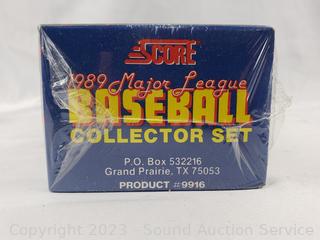 SCORE
1989 Major League
BASEBALL
COLLECTOR SET
P.O. Box 532216
Grand Prairie, TX 75053
PRODUCT #9916
Copyright 2023 - Sound Auction Service